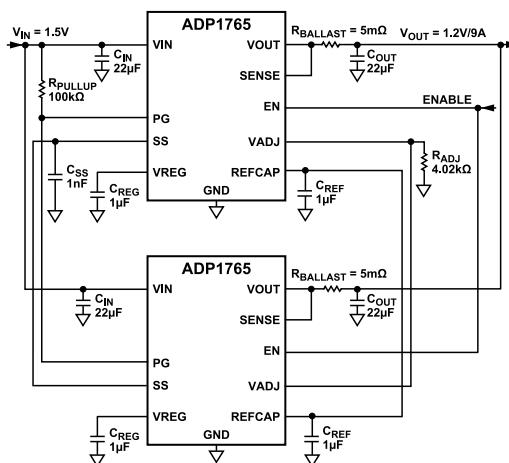 ADP1765
V_IN = 1.5V
VIN
C_IN
22µF
R_PULLUP
100kΩ
PG
SS
C_SS
1nF
VREG
C_REG
1µF
GND
VOUT
R_BALLAST = 5mΩ
V_OUT = 1.2V/9A
C_OUT
22µF
SENSE
EN
ENABLE
VADJ
R_ADJ
4.02kΩ
REFCAP
C_REF
1µF
ADP1765
VIN
C_IN
22µF
PG
SS
VREG
C_REG
1µF
GND
VOUT
R_BALLAST = 5mΩ
C_OUT
22µF
SENSE
EN
VADJ
REFCAP
C_REF
1µF